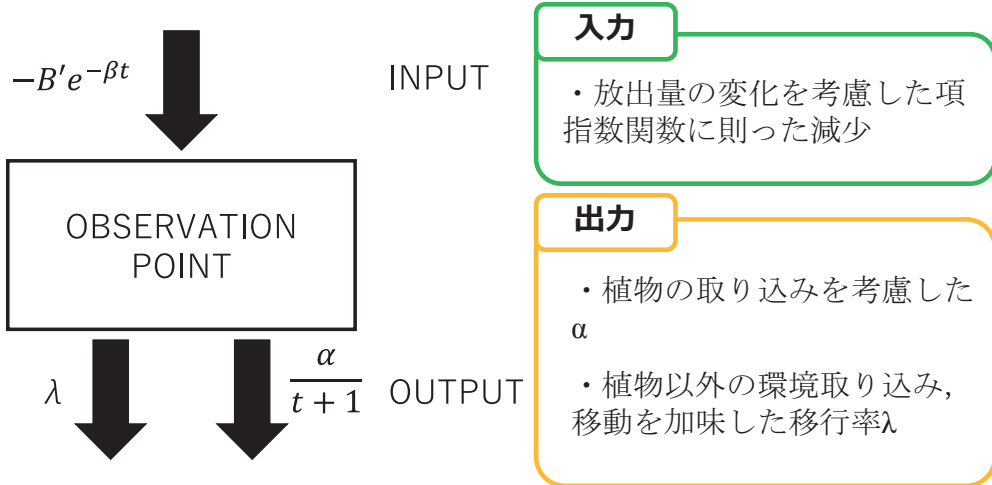 −B′e^{−βt}
INPUT
OBSERVATION
POINT
λ
α/(t + 1)
OUTPUT
入力
・放出量の変化を考慮した項
指数関数に則った減少
出力
・植物の取り込みを考慮した
α
・植物以外の環境取り込み,
移動を加味した移行率λ